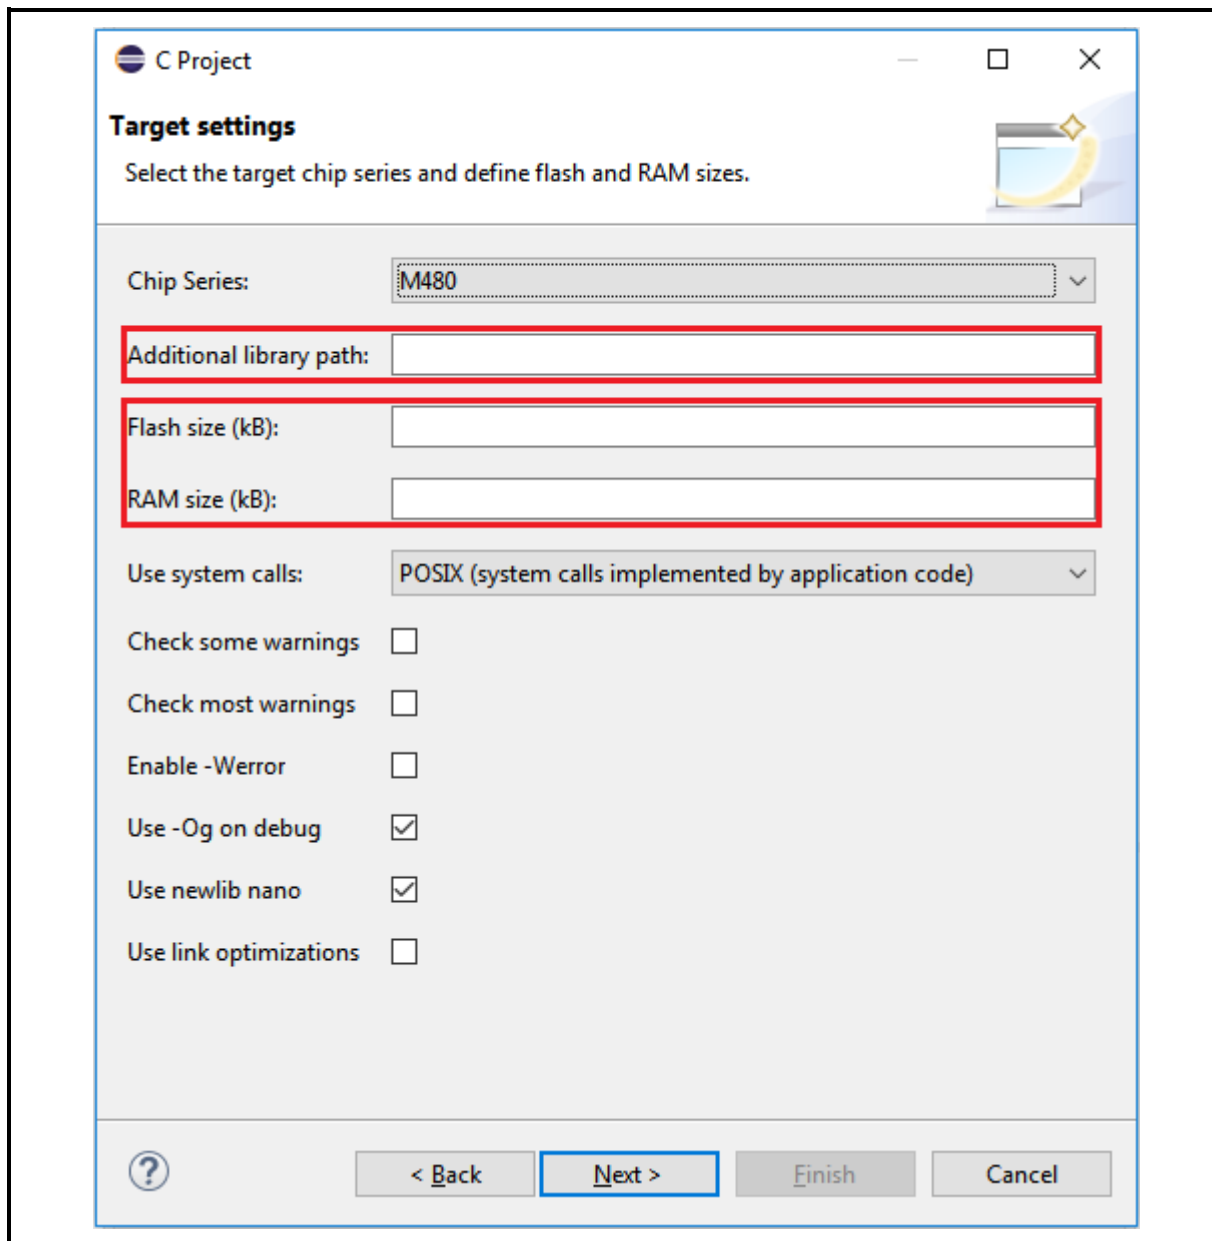 C Project
Target settings
Select the target chip series and define flash and RAM sizes.
Chip Series: M480
Additional library path:
Flash size (kB):
RAM size (kB):
Use system calls: POSIX (system calls implemented by application code)
Check some warnings
Check most warnings
Enable -Werror
Use -Og on debug
Use newlib nano
Use link optimizations
? < Back Next > Finish Cancel